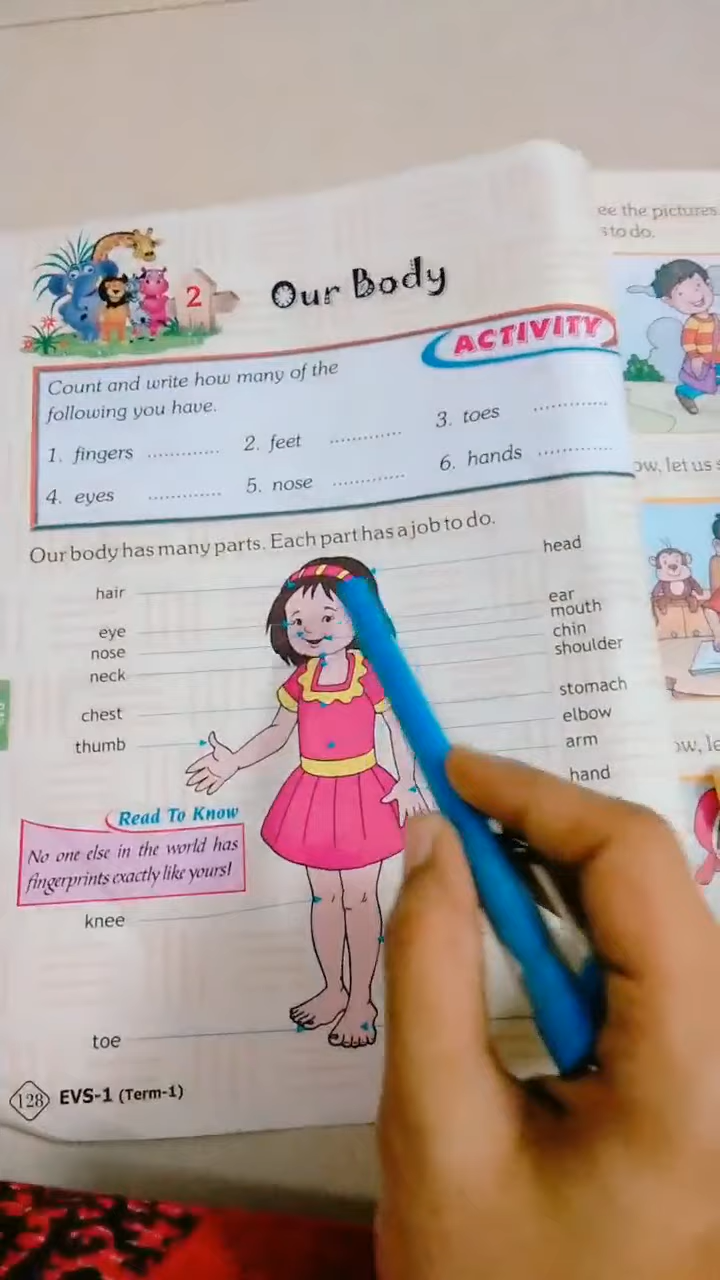 2
Our Body
ACTIVITY
Count and write how many of the
following you have.
1. fingers ............
2. feet ............
3. toes ............
4. eyes ............
5. nose ............
6. hands ............
Our body has many parts. Each part has a job to do.
hair
eye
nose
neck
chest
thumb
head
ear
mouth
chin
shoulder
stomach
elbow
arm
hand
Read To Know
No one else in the world has
fingerprints exactly like yours!
knee
toe
128 EVS-1 (Term-1)
ee the pictures
s to do.
ow, let us
ow, le